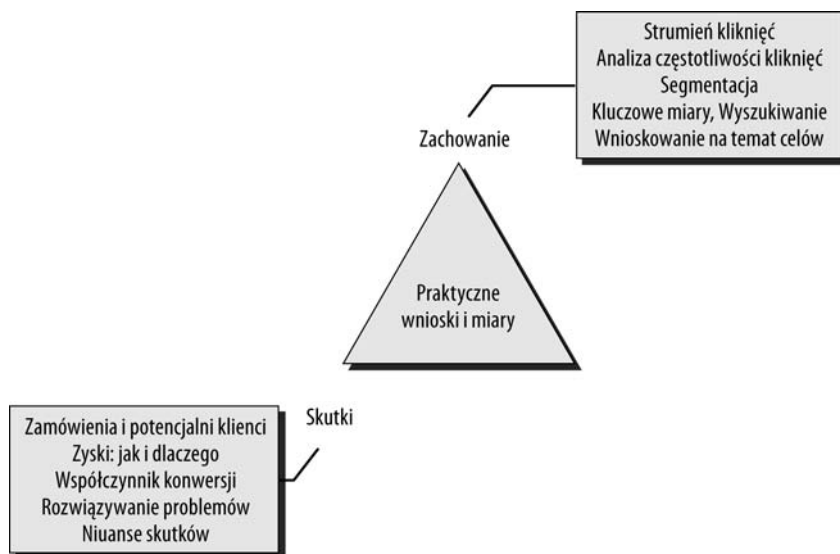 Strumień kliknięć
Analiza częstotliwości kliknięć
Segmentacja
Kluczowe miary, Wyszukiwanie
Wnioskowanie na temat celów
Zachowanie
Praktyczne
wnioski i miary
Skutki
Zamówienia i potencjalni klienci
Zyski: jak i dlaczego
Współczynnik konwersji
Rozwiązywanie problemów
Niuanse skutków